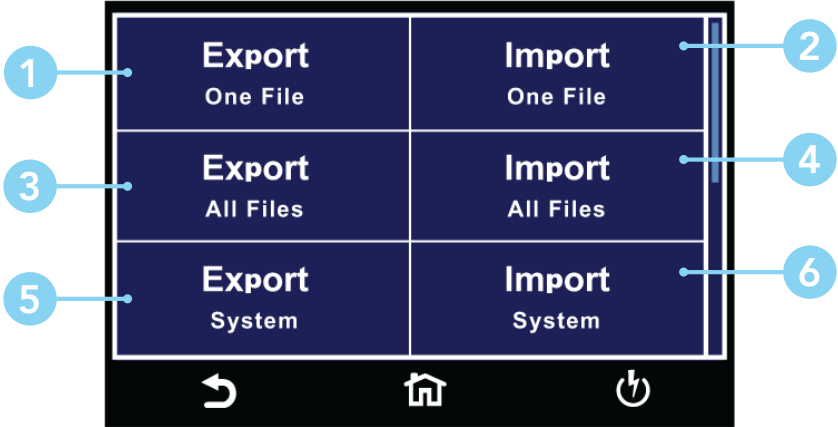 1
Export
One File
Import
One File
2
3
Export
All Files
Import
All Files
4
5
Export
System
Import
System
6